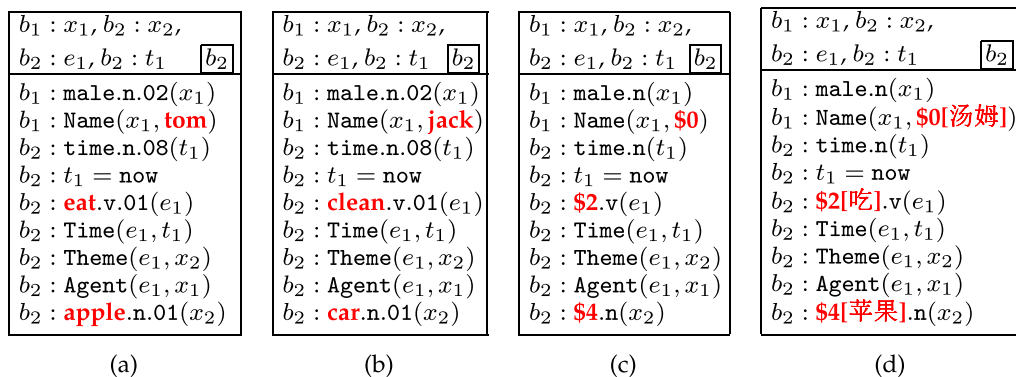 b₁ : x₁, b₂ : x₂,
b₂ : e₁, b₂ : t₁ b₂
b₁ : male.n.02(x₁)
b₁ : Name(x₁, tom)
b₂ : time.n.08(t₁)
b₂ : t₁ = now
b₂ : eat.v.01(e₁)
b₂ : Time(e₁, t₁)
b₂ : Theme(e₁, x₂)
b₂ : Agent(e₁, x₁)
b₂ : apple.n.01(x₂)
(a)
b₁ : x₁, b₂ : x₂,
b₂ : e₁, b₂ : t₁ b₂
b₁ : male.n.02(x₁)
b₁ : Name(x₁, jack)
b₂ : time.n.08(t₁)
b₂ : t₁ = now
b₂ : clean.v.01(e₁)
b₂ : Time(e₁, t₁)
b₂ : Theme(e₁, x₂)
b₂ : Agent(e₁, x₁)
b₂ : car.n.01(x₂)
(b)
b₁ : x₁, b₂ : x₂,
b₂ : e₁, b₂ : t₁ b₂
b₁ : male.n(x₁)
b₁ : Name(x₁, $0)
b₂ : time.n(t₁)
b₂ : t₁ = now
b₂ : $2.v(e₁)
b₂ : Time(e₁, t₁)
b₂ : Theme(e₁, x₂)
b₂ : Agent(e₁, x₁)
b₂ : $4.n(x₂)
(c)
b₁ : x₁, b₂ : x₂,
b₂ : e₁, b₂ : t₁ b₂
b₁ : male.n(x₁)
b₁ : Name(x₁, $0[汤姆])
b₂ : time.n(t₁)
b₂ : t₁ = now
b₂ : $2[吃].v(e₁)
b₂ : Time(e₁, t₁)
b₂ : Theme(e₁, x₂)
b₂ : Agent(e₁, x₁)
b₂ : $4[苹果].n(x₂)
(d)